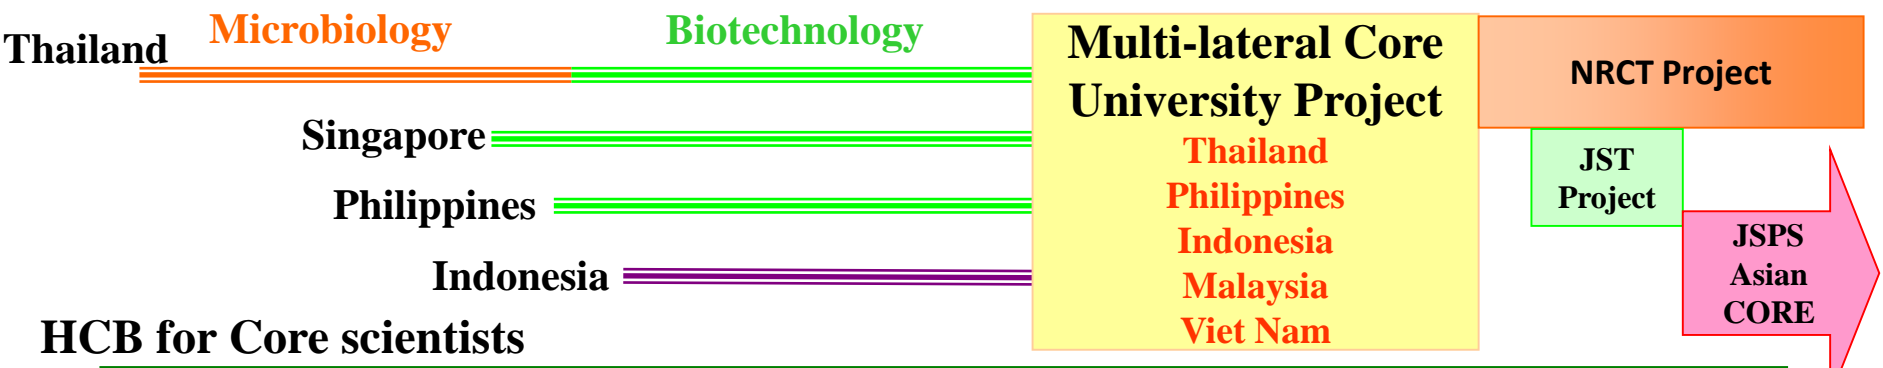 Thailand
Microbiology
Biotechnology
Singapore
Philippines
Indonesia
Multi-lateral Core
University Project
Thailand
Philippines
Indonesia
Malaysia
Viet Nam
NRCT Project
JST
Project
JSPS
Asian
CORE
HCB for Core scientists